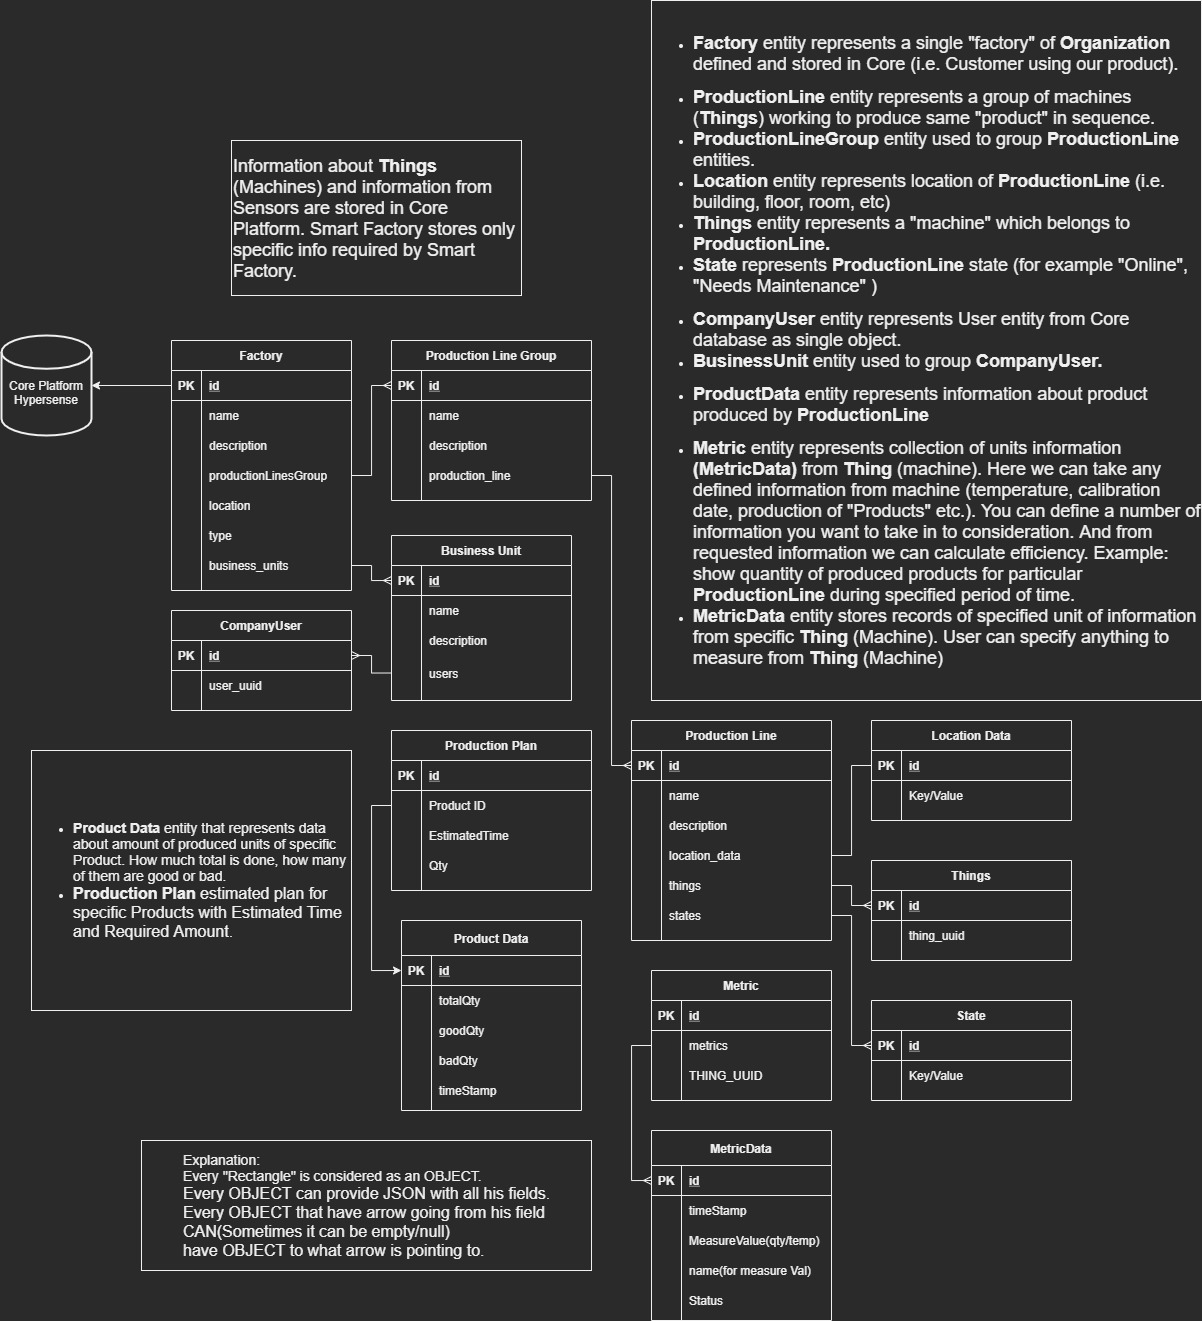 • Factory entity represents a single "factory" of Organization
defined and stored in Core (i.e. Customer using our product).
• ProductionLine entity represents a group of machines
(Things) working to produce same "product" in sequence.
• ProductionLineGroup entity used to group ProductionLine
entities.
• Location entity represents location of ProductionLine (i.e.
building, floor, room, etc)
• Things entity represents a "machine" which belongs to
ProductionLine.
• State represents ProductionLine state (for example "Online",
"Needs Maintenance" )
• CompanyUser entity represents User entity from Core
database as single object.
• BusinessUnit entity used to group CompanyUser.
• ProductData entity represents information about product
produced by ProductionLine
• Metric entity represents collection of units information
(MetricData) from Thing (machine). Here we can take any
defined information from machine (temperature, calibration
date, production of "Products" etc.). You can define a number of
information you want to take in to consideration. And from
requested information we can calculate efficiency. Example:
show quantity of produced products for particular
ProductionLine during specified period of time.
• MetricData entity stores records of specified unit of information
from specific Thing (Machine). User can specify anything to
measure from Thing (Machine)
Information about Things
(Machines) and information from
Sensors are stored in Core
Platform. Smart Factory stores only
specific info required by Smart
Factory.
Core Platform
Hypersense
Factory
PK id
name
description
productionLinesGroup
location
type
business_units
Production Line Group
PK id
name
description
production_line
Business Unit
PK id
name
description
users
CompanyUser
PK id
user_uuid
Production Plan
PK id
Product ID
EstimatedTime
Qty
• Product Data entity that represents data
about amount of produced units of specific
Product. How much total is done, how many
of them are good or bad.
• Production Plan estimated plan for
specific Products with Estimated Time
and Required Amount.
Product Data
PK id
totalQty
goodQty
badQty
timeStamp
Production Line
PK id
name
description
location_data
things
states
Location Data
PK id
Key/Value
Things
PK id
thing_uuid
State
PK id
Key/Value
Metric
PK id
metrics
THING_UUID
MetricData
PK id
timeStamp
MeasureValue(qty/temp)
name(for measure Val)
Status
Explanation:
Every "Rectangle" is considered as an OBJECT.
Every OBJECT can provide JSON with all his fields.
Every OBJECT that have arrow going from his field
CAN(Sometimes it can be empty/null)
have OBJECT to what arrow is pointing to.